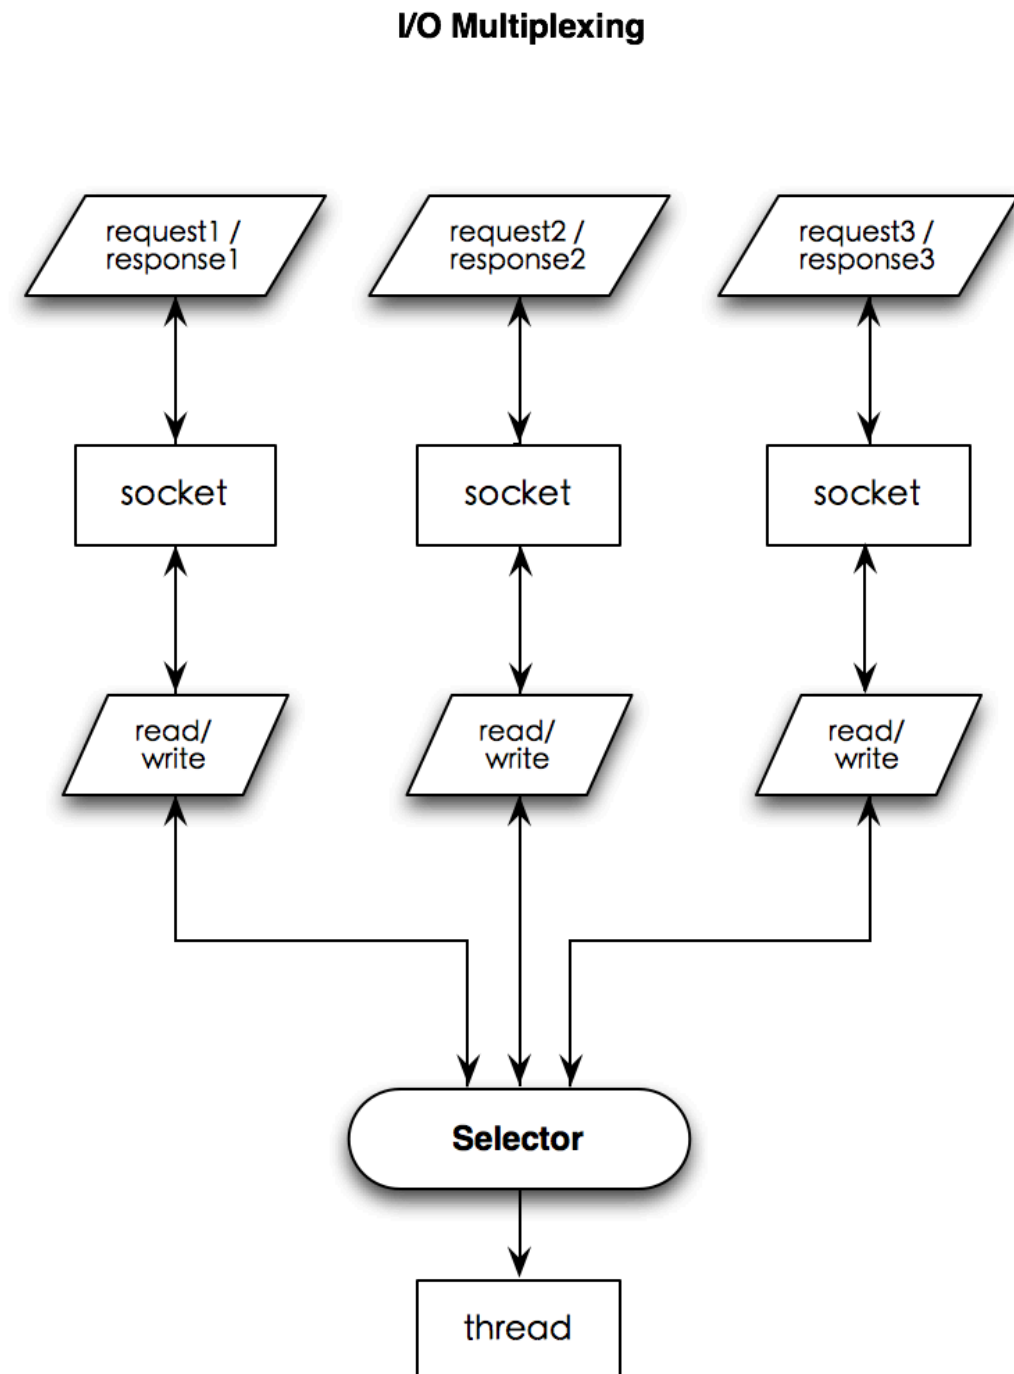 I/O Multiplexing
request1 /
response1
request2 /
response2
request3 /
response3
socket
socket
socket
read/
write
read/
write
read/
write
Selector
thread